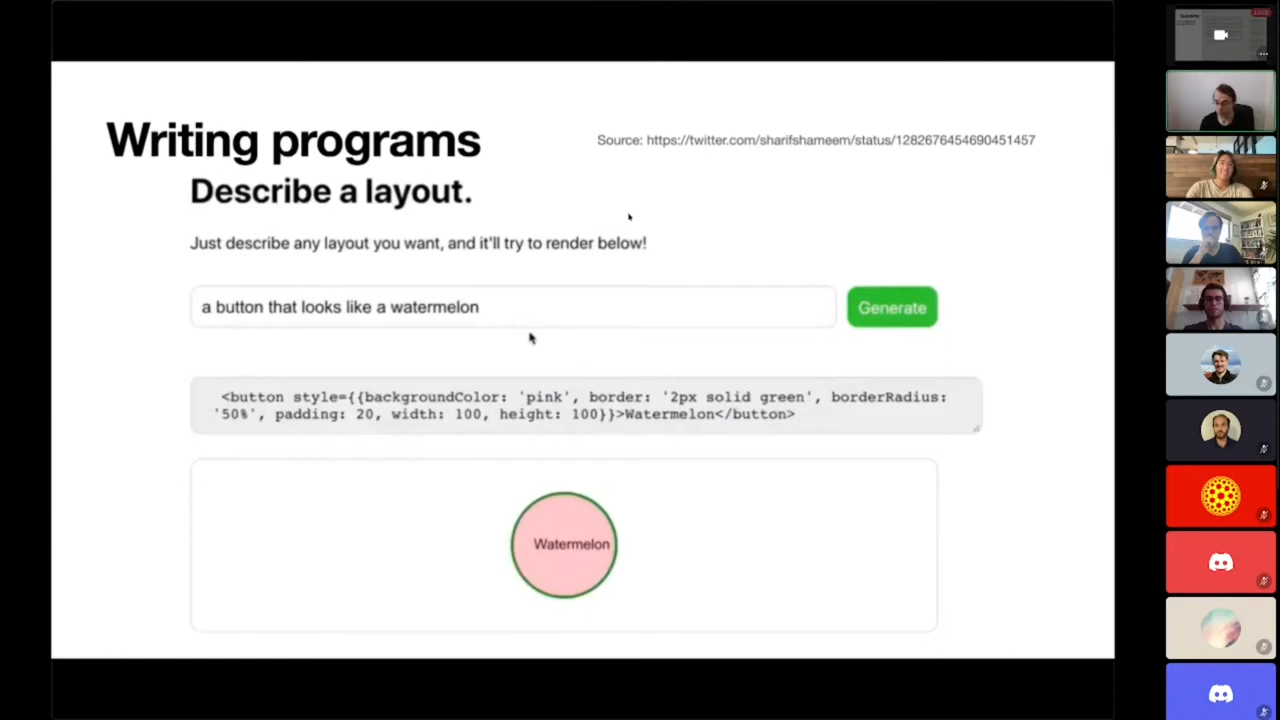 Writing programs
Source: https://twitter.com/sharifshameem/status/1282676454690451457
Describe a layout.
Just describe any layout you want, and it'll try to render below!
a button that looks like a watermelon
Generate
<button style={{backgroundColor: 'pink', border: '2px solid green', borderRadius:
'50%', padding: 20, width: 100, height: 100}}>Watermelon</button>
Watermelon